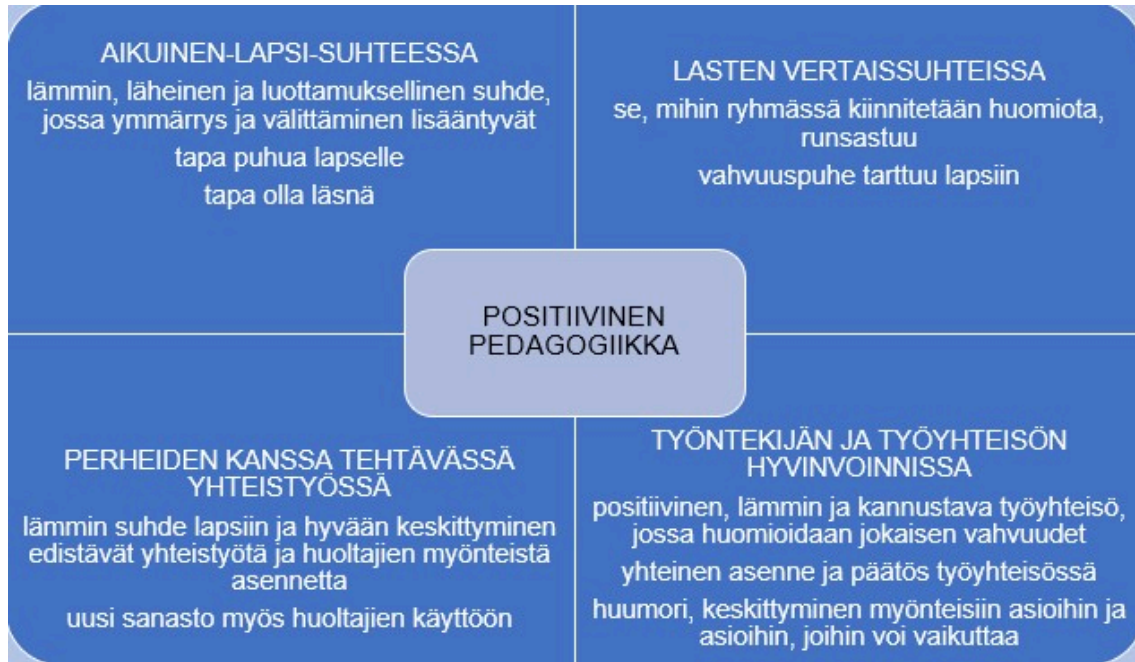 AIKUINEN-LAPSI-SUHTEESSA
lämmin, läheinen ja luottamuksellinen suhde,
jossa ymmärrys ja välittäminen lisääntyvät
tapa puhua lapselle
tapa olla läsnä
LASTEN VERTAISSUHTEISSA
se, mihin ryhmässä kiinnitetään huomiota,
runsastuu
vahvuuspuhe tarttuu lapsiin
POSITIIVINEN
PEDAGOGIIKKA
PERHEIDEN KANSSA TEHTÄVÄSSÄ
YHTEISTYÖSSÄ
lämmin suhde lapsiin ja hyvään keskittyminen
edistävät yhteistyötä ja huoltajien myönteistä
asennetta
uusi sanasto myös huoltajien käyttöön
TYÖNTEKIJÄN JA TYÖYHTEISÖN
HYVINVOINNISSA
positiivinen, lämmin ja kannustava työyhteisö,
jossa huomioidaan jokaisen vahvuudet
yhteinen asenne ja päätös työyhteisössä
huumori, keskittyminen myönteisiin asioihin ja
asioihin, joihin voi vaikuttaa